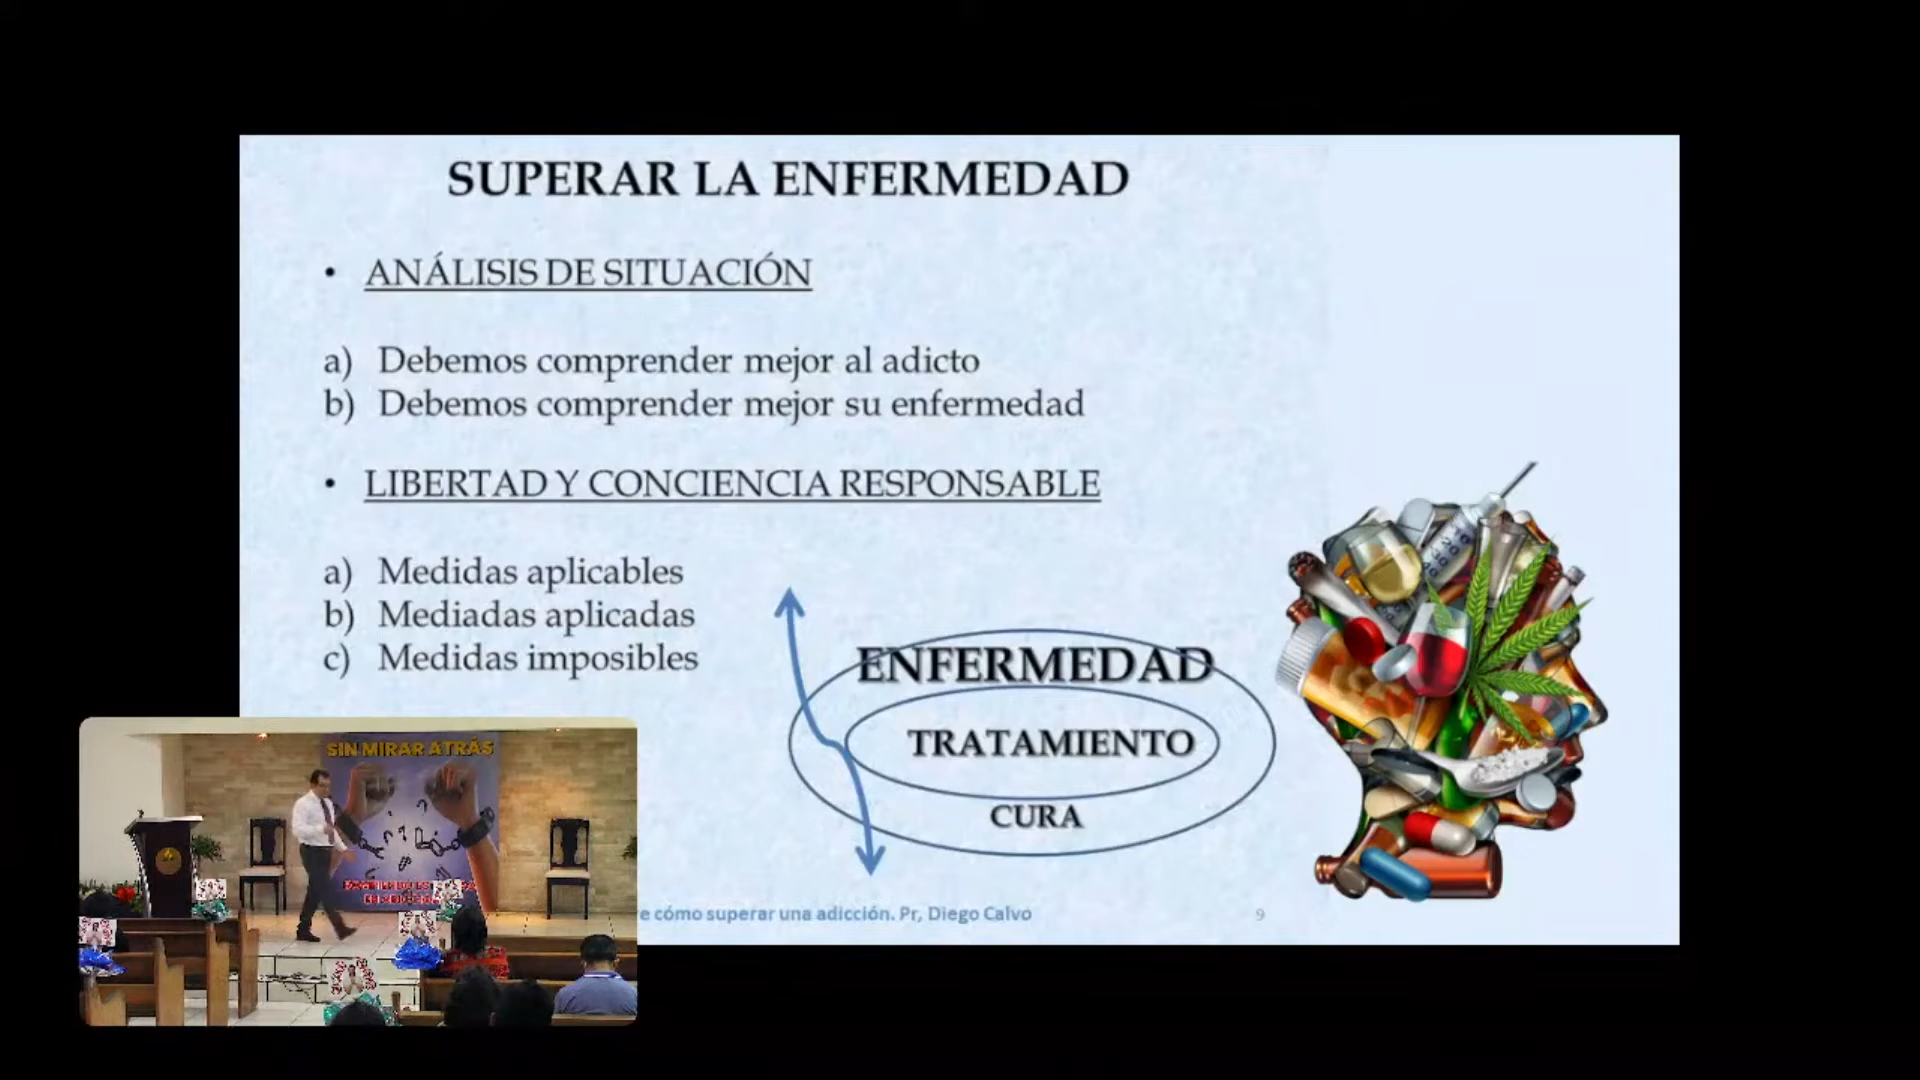 SUPERAR LA ENFERMEDAD
• ANÁLISIS DE SITUACIÓN
a) Debemos comprender mejor al adicto
b) Debemos comprender mejor su enfermedad
• LIBERTAD Y CONCIENCIA RESPONSABLE
a) Medidas aplicables
b) Mediadas aplicadas
c) Medidas imposibles
ENFERMEDAD
TRATAMIENTO
CURA
SIN MIRAR ATRÁS
e cómo superar una adicción. Pr, Diego Calvo
9